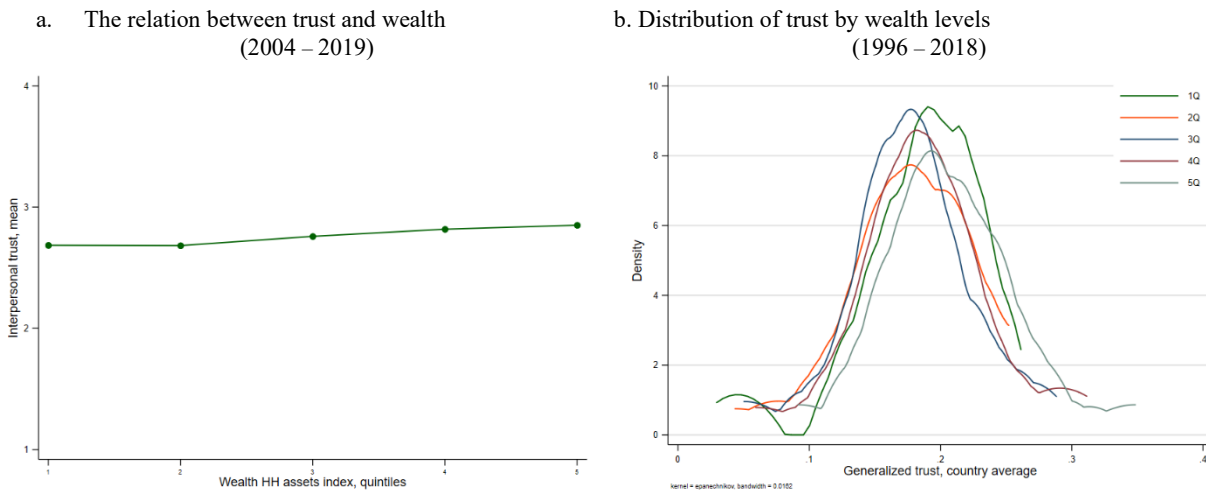 a. The relation between trust and wealth
(2004 – 2019)
4
3
2
1
Interpersonal trust, mean
1 2 3 4 5
Wealth HH assets index, quintiles
b. Distribution of trust by wealth levels
(1996 – 2018)
10
8
6
4
2
0
Density
1Q
2Q
3Q
4Q
5Q
0 .1 .2 .3 .4
Generalized trust, country average
kernel = epanechnikov, bandwidth = 0.0162